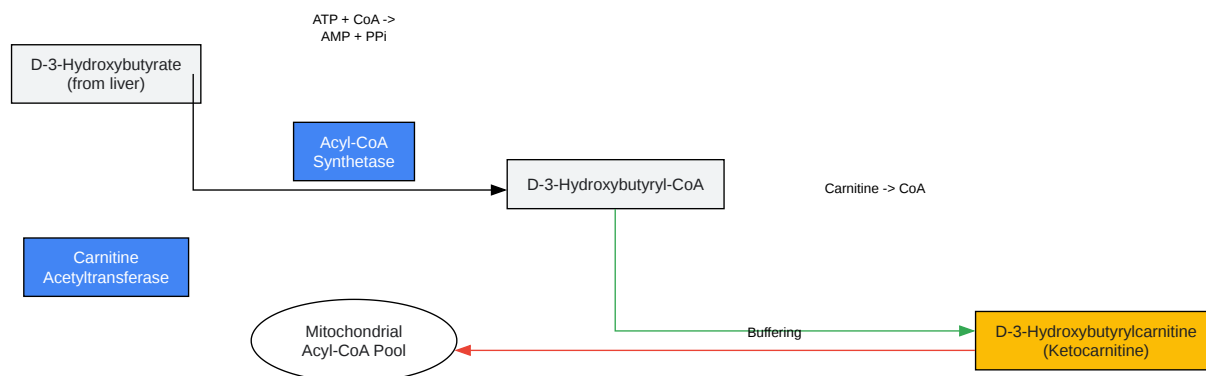 ATP + CoA ->
AMP + PPi
D-3-Hydroxybutyrate
(from liver)
Acyl-CoA
Synthetase
D-3-Hydroxybutyryl-CoA
Carnitine -> CoA
Carnitine
Acetyltransferase
Mitochondrial
Acyl-CoA Pool
Buffering
D-3-Hydroxybutyrylcarnitine
(Ketocarnitine)